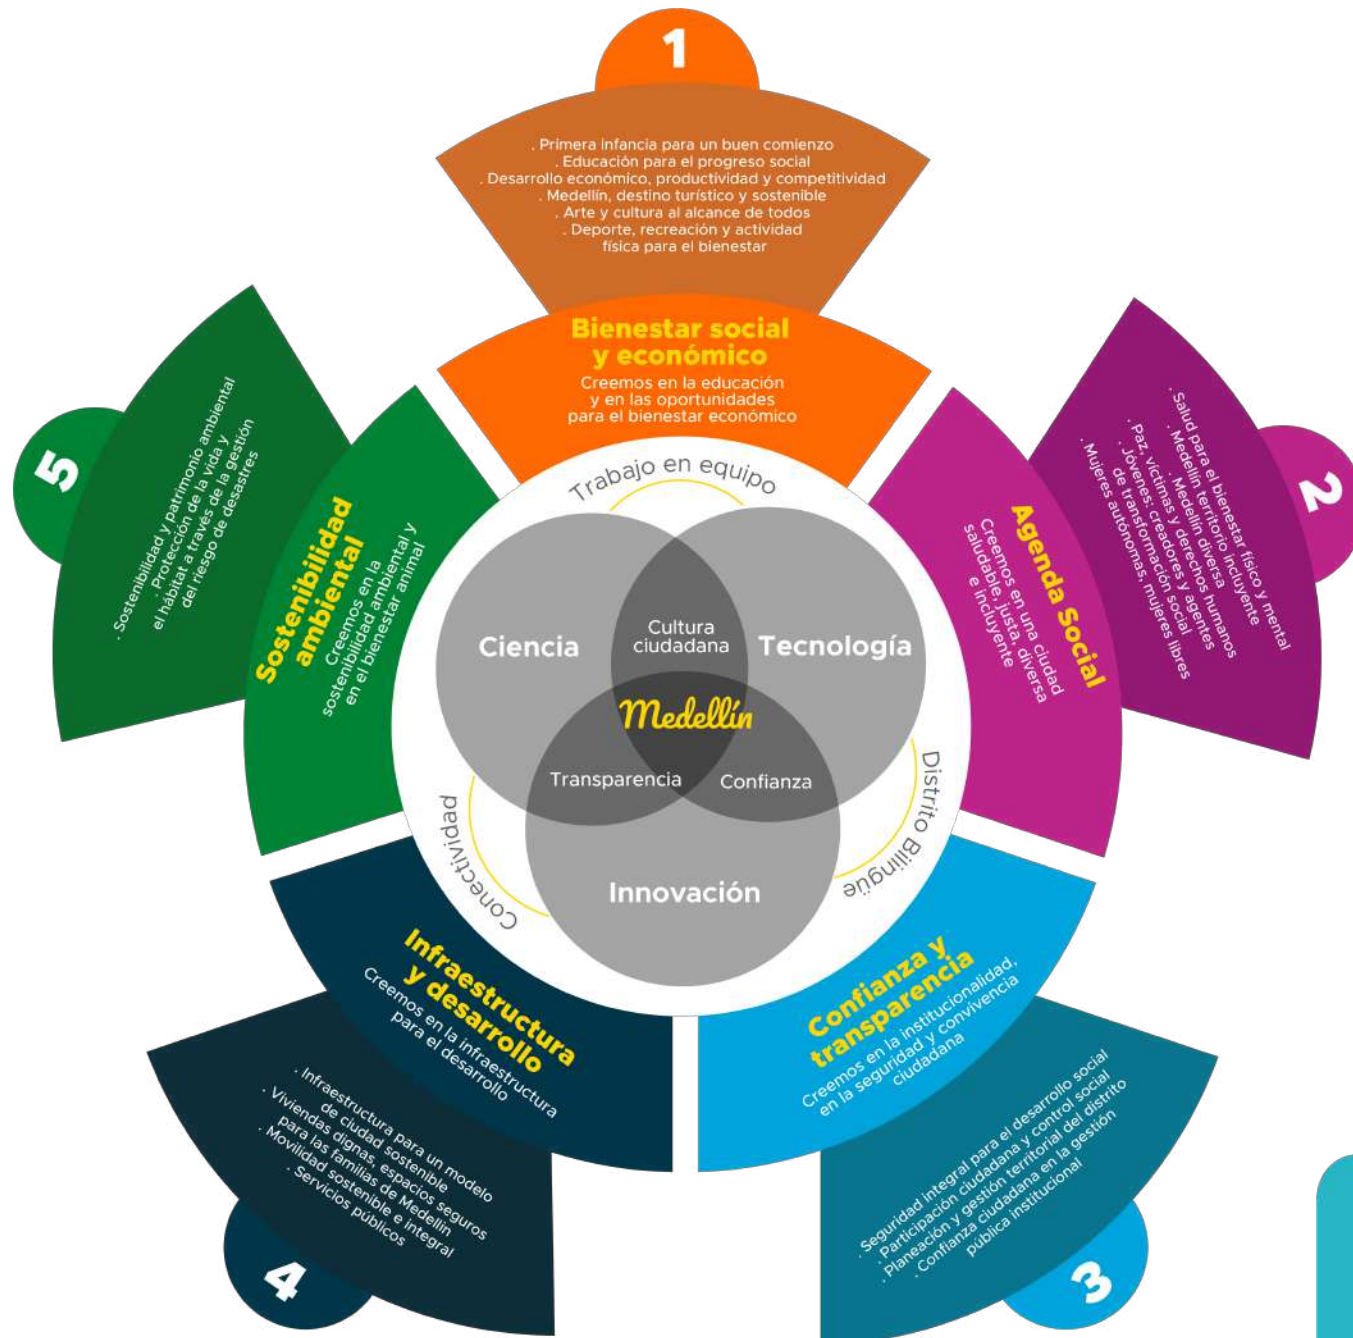 1
. Primera infancia para un buen comienzo
. Educación para el progreso social
. Desarrollo económico, productividad y competitividad
. Medellín, destino turístico y sostenible
. Arte y cultura al alcance de todos
. Deporte, recreación y actividad
física para el bienestar
Bienestar social
y económico
Creemos en la educación
y en las oportunidades
para el bienestar económico
2
. Salud para el bienestar físico y mental
. Medellín territorio incluyente
. Medellín diversa
. Paz, víctimas y derechos humanos
. Jóvenes: creadores y agentes
de transformación social
. Mujeres autónomas, mujeres libres
Agenda Social
Creemos en una ciudad
saludable, justa, diversa
e incluyente
3
. Seguridad integral para el desarrollo social
. Participación ciudadana y control social
. Planeación y gestión territorial del distrito
. Confianza ciudadana en la gestión
pública institucional
Confianza y
transparencia
Creemos en la institucionalidad,
en la seguridad y convivencia
ciudadana
4
. Infraestructura para un modelo
de ciudad sostenible
. Viviendas dignas, espacios seguros
para las familias de Medellín
. Movilidad sostenible e integral
. Servicios públicos
Infraestructura
y desarrollo
Creemos en la infraestructura
para el desarrollo
5
. Sostenibilidad y patrimonio ambiental
. Protección de la vida y
el hábitat a través de la gestión
del riesgo de desastres
Sostenibilidad
ambiental
Creemos en la
sostenibilidad ambiental y
en el bienestar animal
Trabajo en equipo
Distrito Bilingüe
Conectividad
Ciencia
Cultura
ciudadana
Tecnología
Medellín
Transparencia
Confianza
Innovación